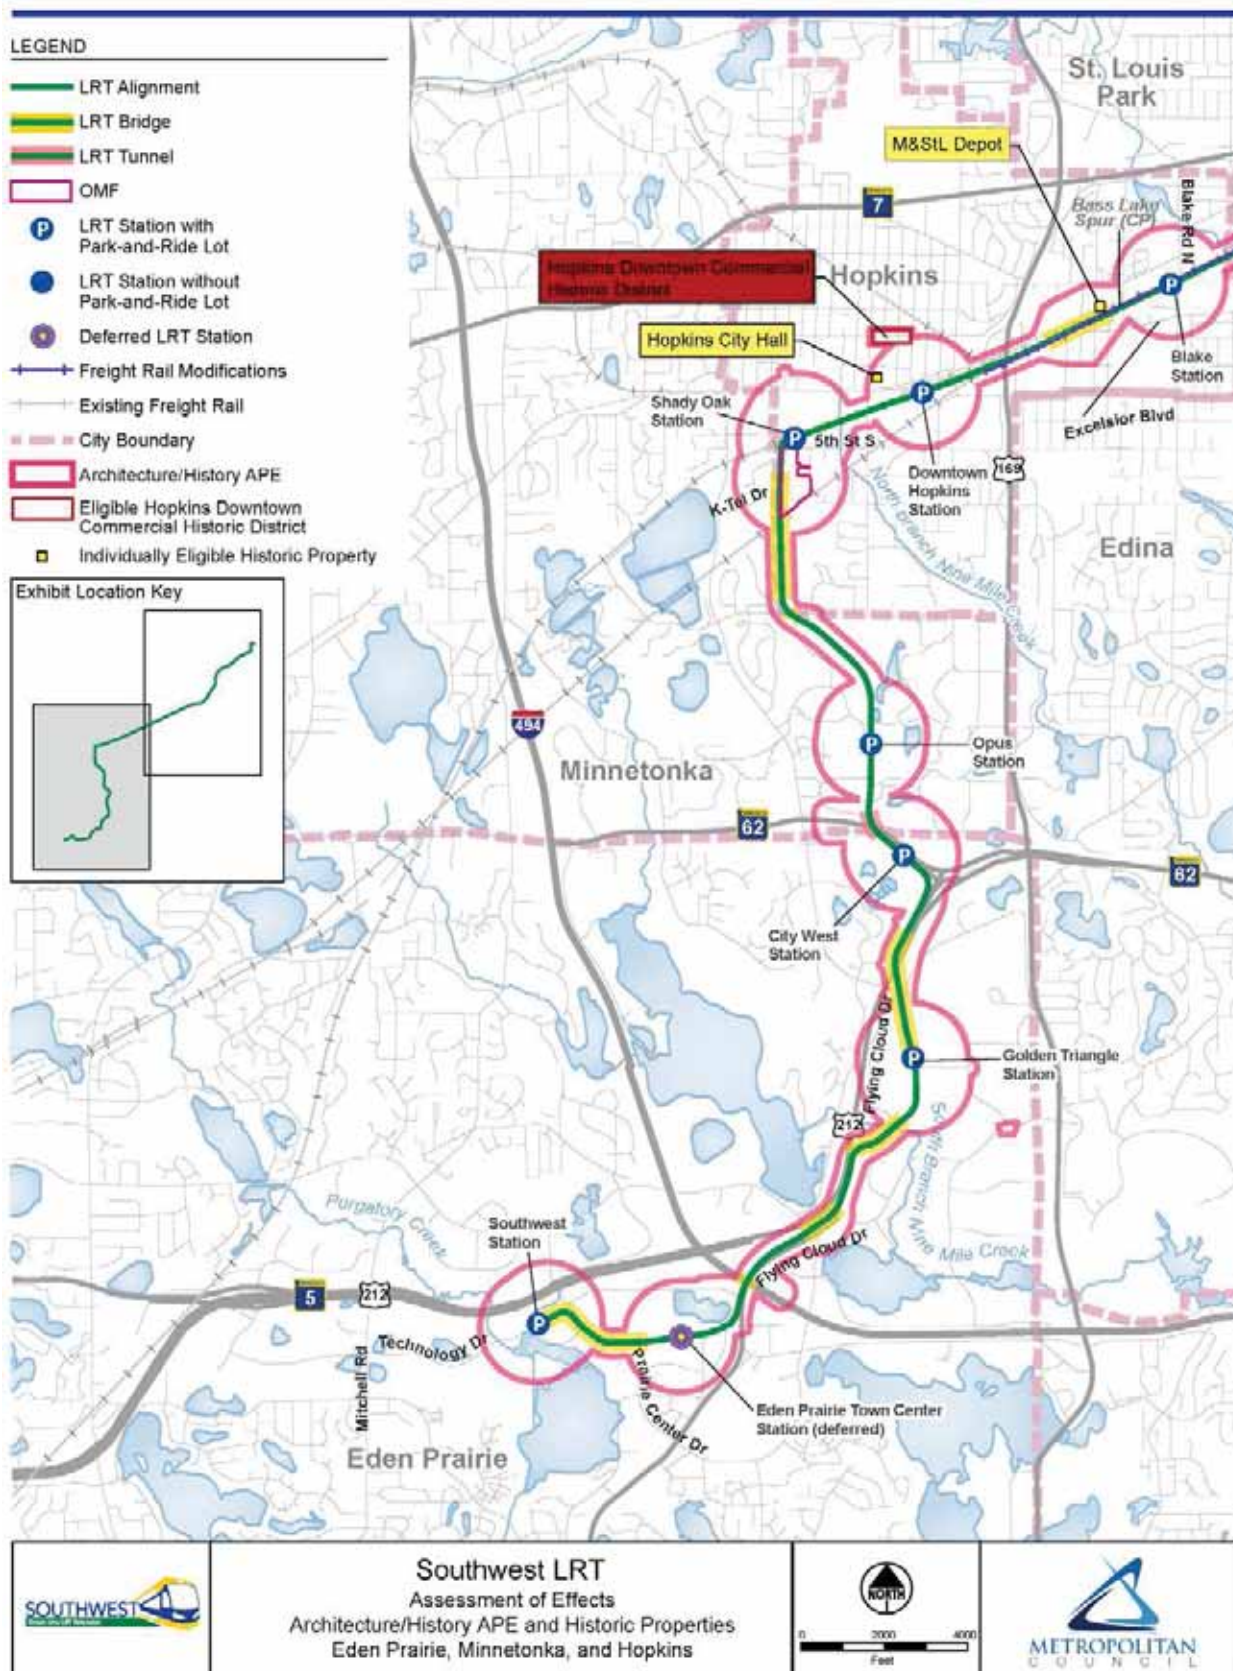 LEGEND
LRT Alignment
LRT Bridge
LRT Tunnel
OMF
P
LRT Station with
Park-and-Ride Lot
LRT Station without
Park-and-Ride Lot
Deferred LRT Station
Freight Rail Modifications
Existing Freight Rail
City Boundary
Architecture/History APE
Eligible Hopkins Downtown
Commercial Historic District
Individually Eligible Historic Property
Exhibit Location Key
St. Louis
Park
M&StL Depot
7
Bass Lake
Spur (CP)
Blake Rd N
Hopkins Downtown Commercial
Historic District
Hopkins
P
Hopkins City Hall
Blake
Station
Shady Oak
Station
P
Excelsior Blvd
P
5th St S
Downtown
Hopkins
Station
169
K-Tel Dr
North Branch Nine Mile Creek
Edina
494
Minnetonka
P
Opus
Station
62
P
62
City West
Station
Flying Cloud Dr
P
Golden Triangle
Station
212
South Branch Nine Mile Creek
Purgatory Creek
Southwest
Station
Flying Cloud Dr
5
212
P
Technology Dr
Mitchell Rd
Prairie Center Dr
Eden Prairie Town Center
Station (deferred)
Eden Prairie
SOUTHWEST
Southwest LRT
Assessment of Effects
Architecture/History APE and Historic Properties
Eden Prairie, Minnetonka, and Hopkins
NORTH
0 2000 4000
Feet
METROPOLITAN
COUNCIL